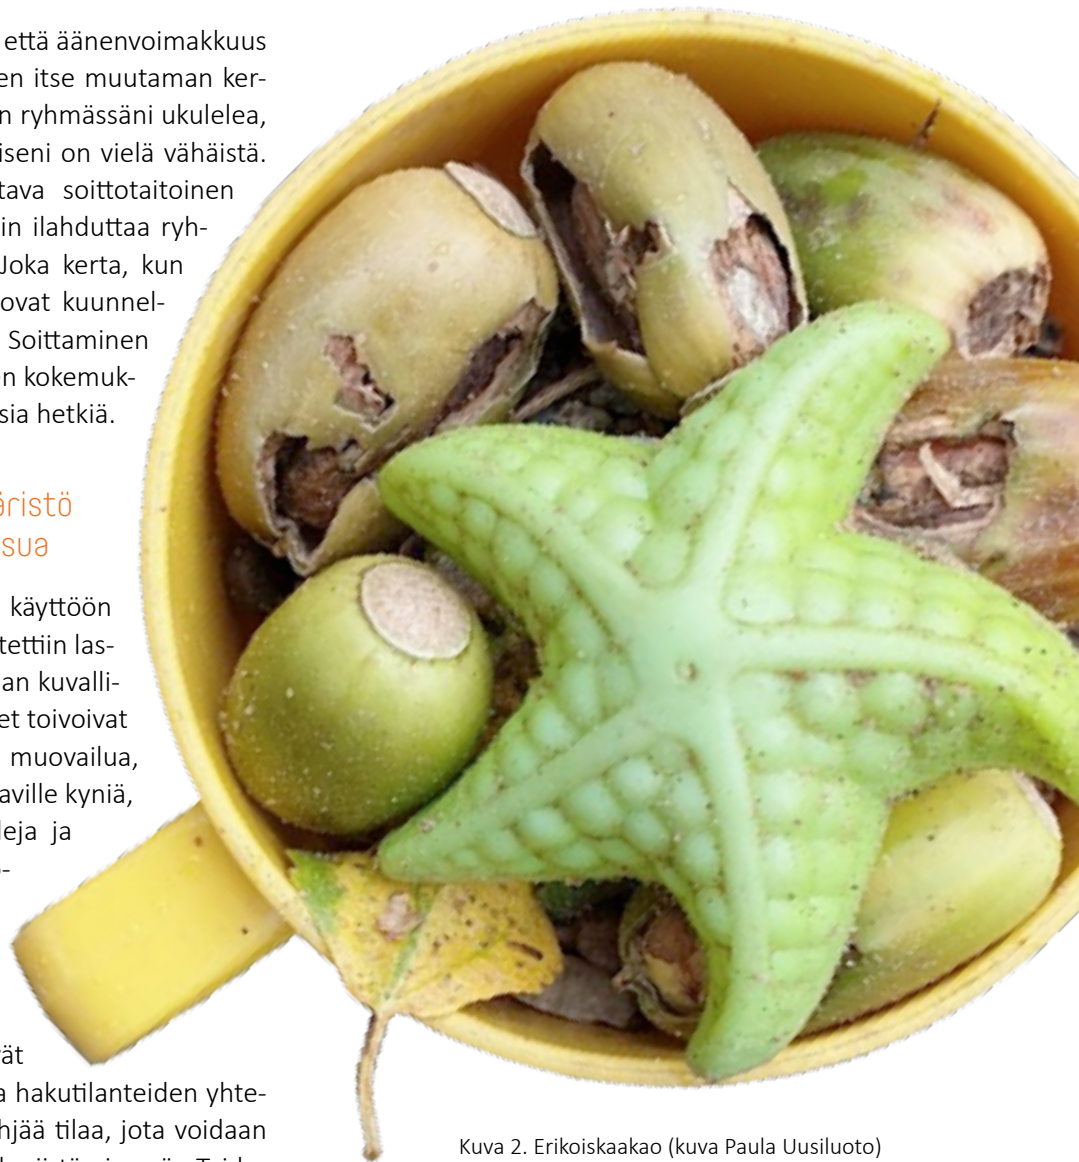 että äänenvoimakkuus
en itse muutaman ker-
n ryhmässäni ukulelea,
iseni on vielä vähäistä.
tava soittotaitoinen
in ilahduttaa ryh-
Joka kerta, kun
ovat kuunnel-
Soittaminen
en kokemuk-
sia hetkiä.
äristö
sua
käyttöön
tettiin las-
an kuvalli-
et toivoivat
muovailua,
aville kyniä,
leja ja
-
vät
a hakutilanteiden yhte-
hjää tilaa, jota voidaan
Kuva 2. Erikoiskaakao (kuva Paula Uusiluoto)